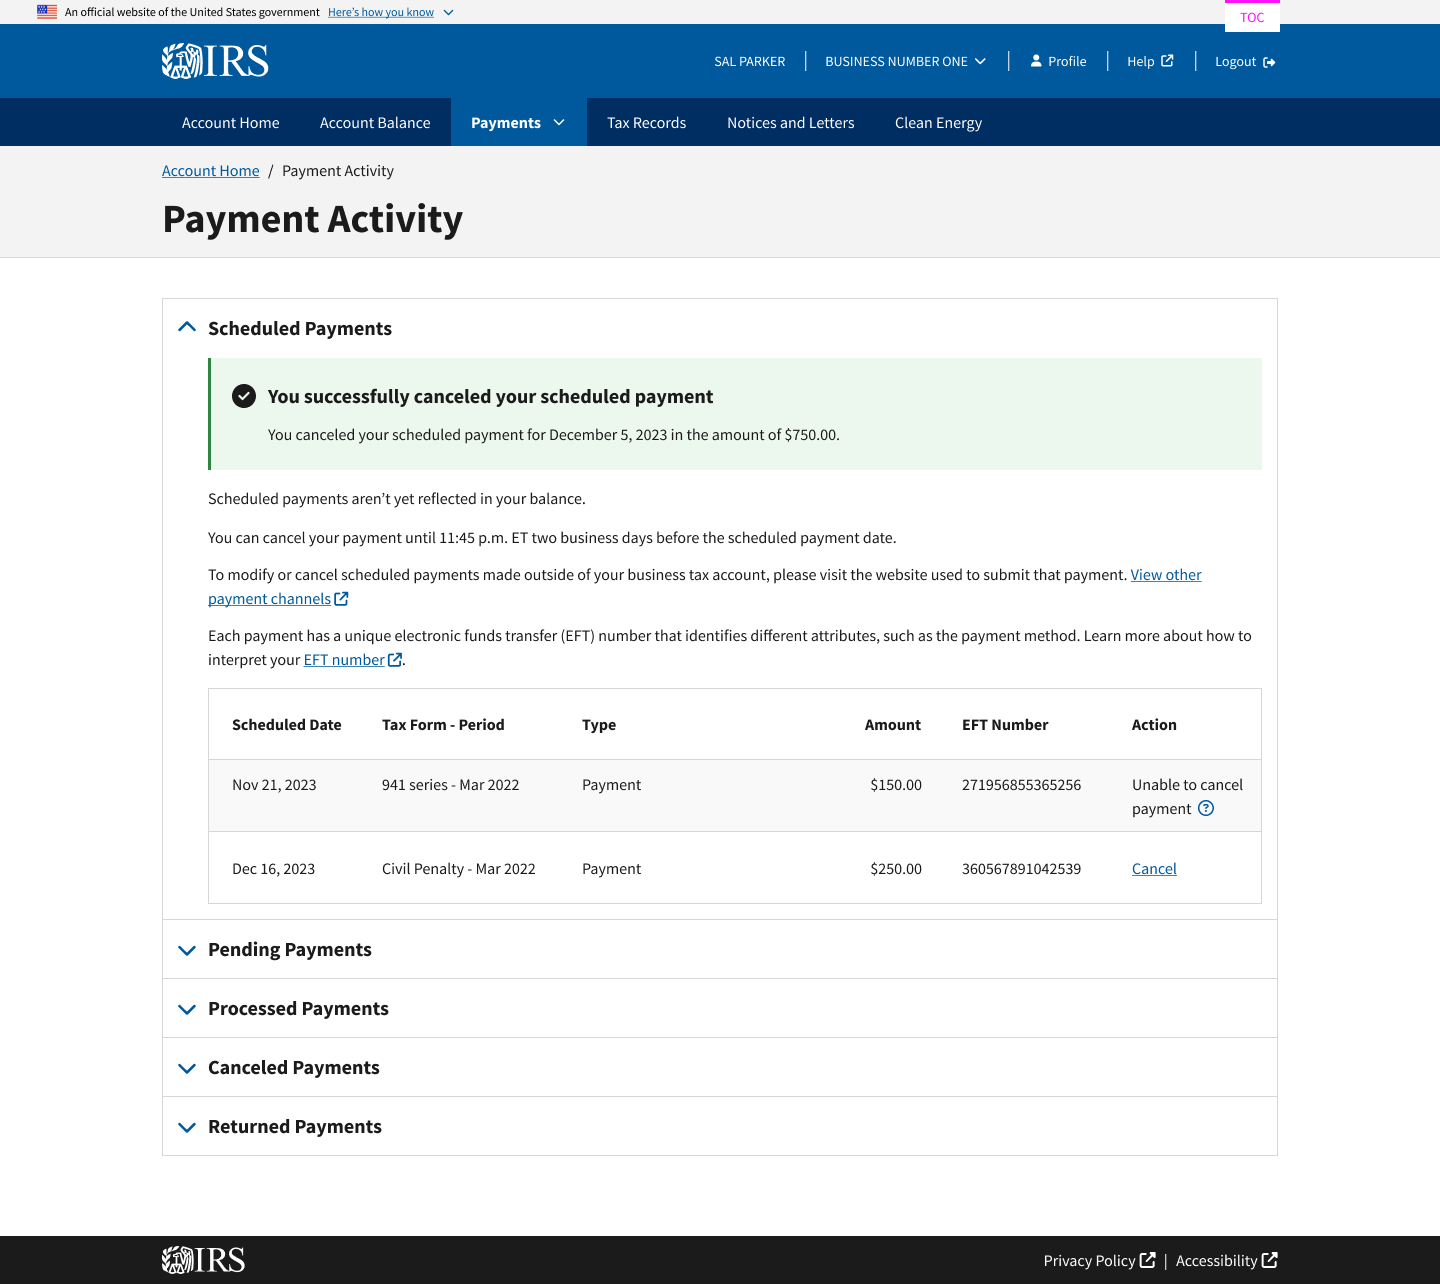 An official website of the United States government Here’s how you know
TOC
IRS
SAL PARKER
BUSINESS NUMBER ONE
Profile
Help
Logout
Account Home
Account Balance
Payments
Tax Records
Notices and Letters
Clean Energy
Account Home / Payment Activity
Payment Activity
Scheduled Payments
You successfully canceled your scheduled payment
You canceled your scheduled payment for December 5, 2023 in the amount of $750.00.
Scheduled payments aren’t yet reflected in your balance.
You can cancel your payment until 11:45 p.m. ET two business days before the scheduled payment date.
To modify or cancel scheduled payments made outside of your business tax account, please visit the website used to submit that payment. View other
payment channels
Each payment has a unique electronic funds transfer (EFT) number that identifies different attributes, such as the payment method. Learn more about how to
interpret your EFT number.
Scheduled Date Tax Form - Period Type Amount EFT Number Action
Nov 21, 2023 941 series - Mar 2022 Payment $150.00 271956855365256 Unable to cancel
payment
Dec 16, 2023 Civil Penalty - Mar 2022 Payment $250.00 360567891042539 Cancel
Pending Payments
Processed Payments
Canceled Payments
Returned Payments
IRS
Privacy Policy | Accessibility